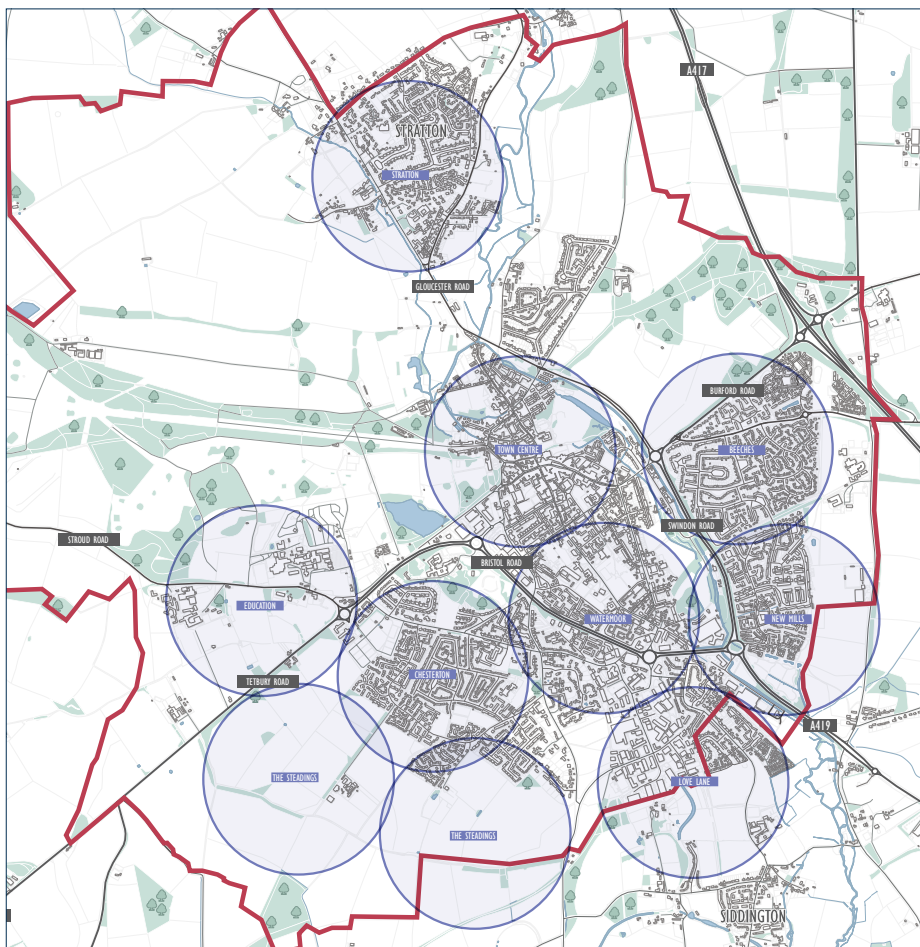 A417
STRATTON
STRATTON
GLOUCESTER ROAD
BURFORD ROAD
TOWN CENTRE
BEECHES
SWINDON ROAD
STROUD ROAD
BRISTOL ROAD
EDUCATION
WATERMOOR
NEW MILLS
CHESTERTON
TETBURY ROAD
A419
THE STEADINGS
LOVE LANE
THE STEADINGS
SIDDINGTON